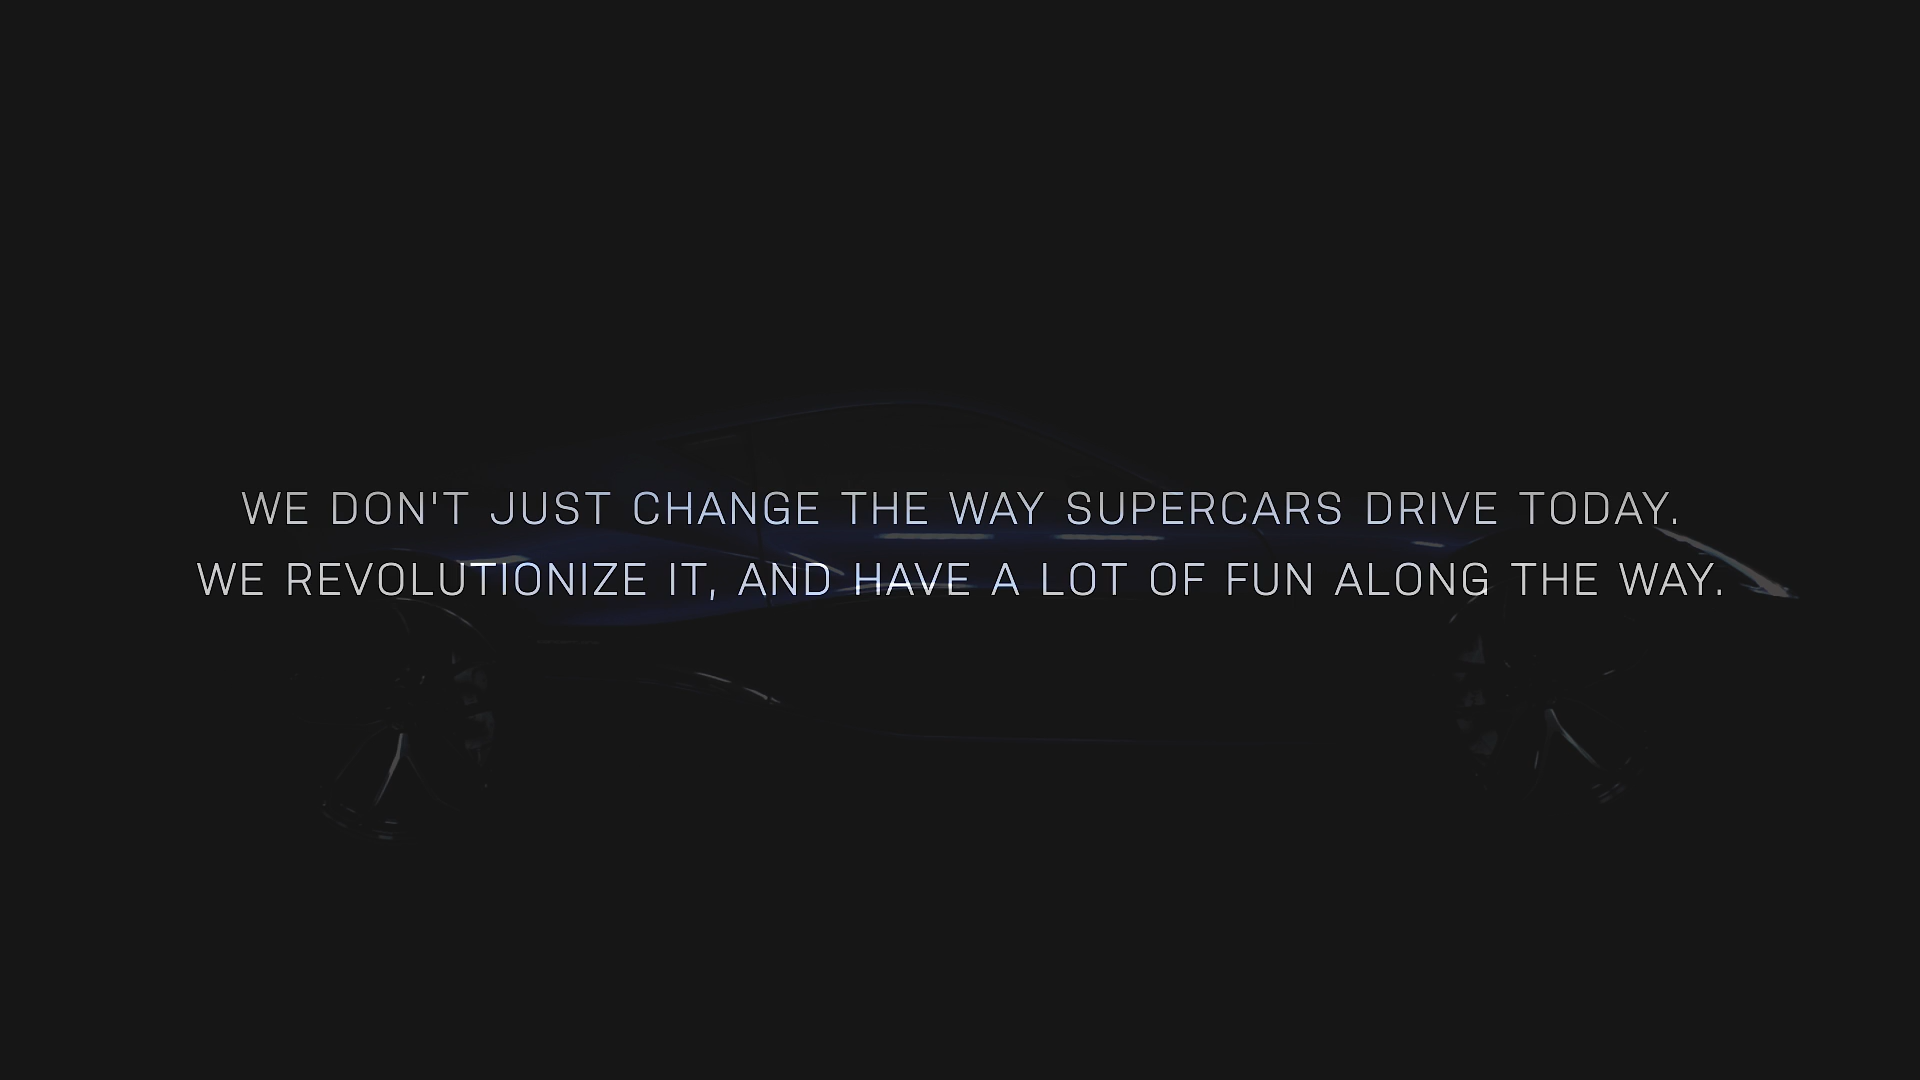 WE DON'T JUST CHANGE THE WAY SUPERCARS DRIVE TODAY.
WE REVOLUTIONIZE IT, AND HAVE A LOT OF FUN ALONG THE WAY.